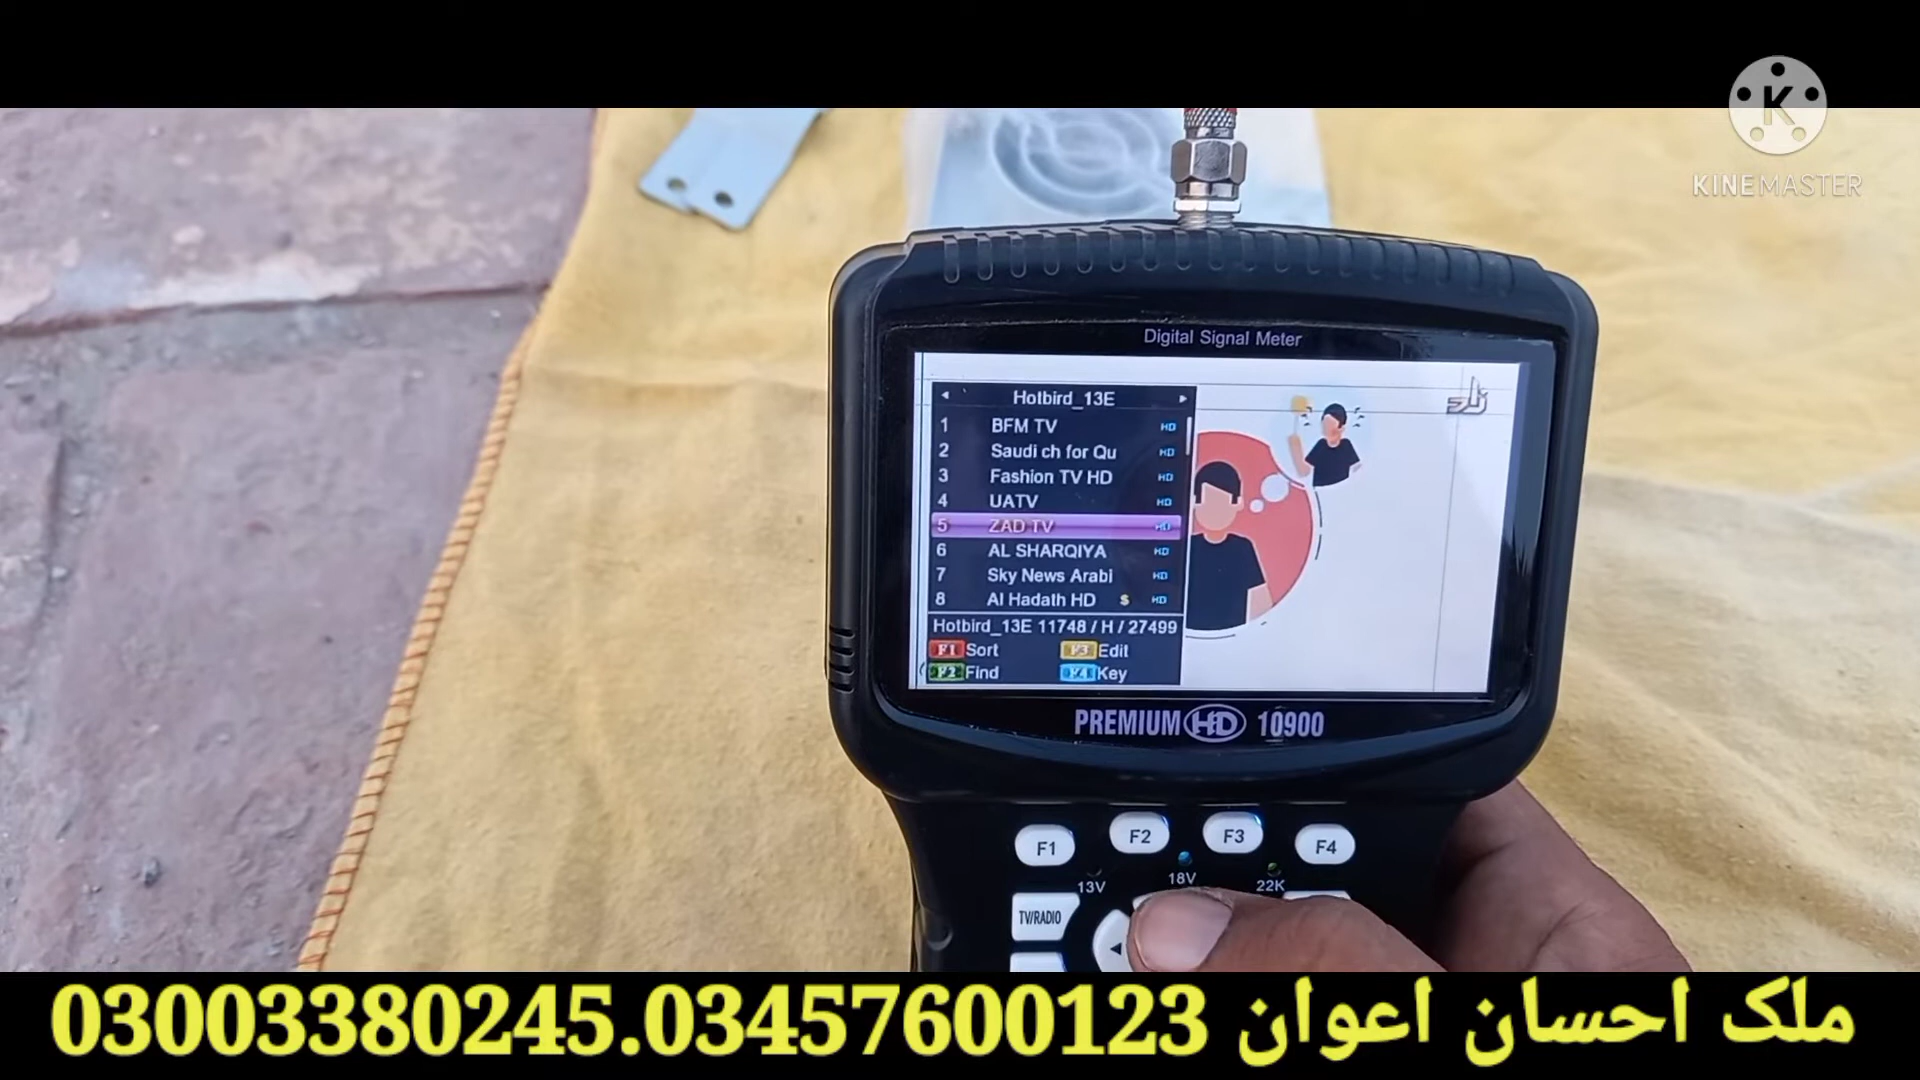 KINEMASTER
Digital Signal Meter
زاد
Hotbird_13E
1 BFM TV HD
2 Saudi ch for Qu HD
3 Fashion TV HD HD
4 UATV HD
5 ZAD TV HD
6 AL SHARQIYA HD
7 Sky News Arabi HD
8 Al Hadath HD $ HD
Hotbird_13E 11748 / H / 27499
F1 Sort F3 Edit
F2 Find F4 Key
PREMIUM HD 10900
F1 F2 F3 F4
13V 18V 22K
TV/RADIO
ملک احسان اعوان 03003380245.03457600123